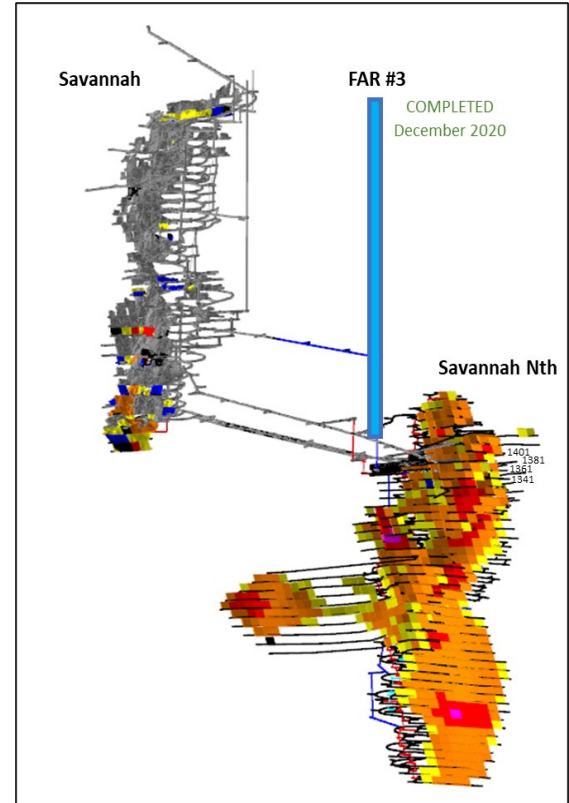 Savannah
FAR #3
COMPLETED
December 2020
Savannah Nth
1401
1381
1361
1341